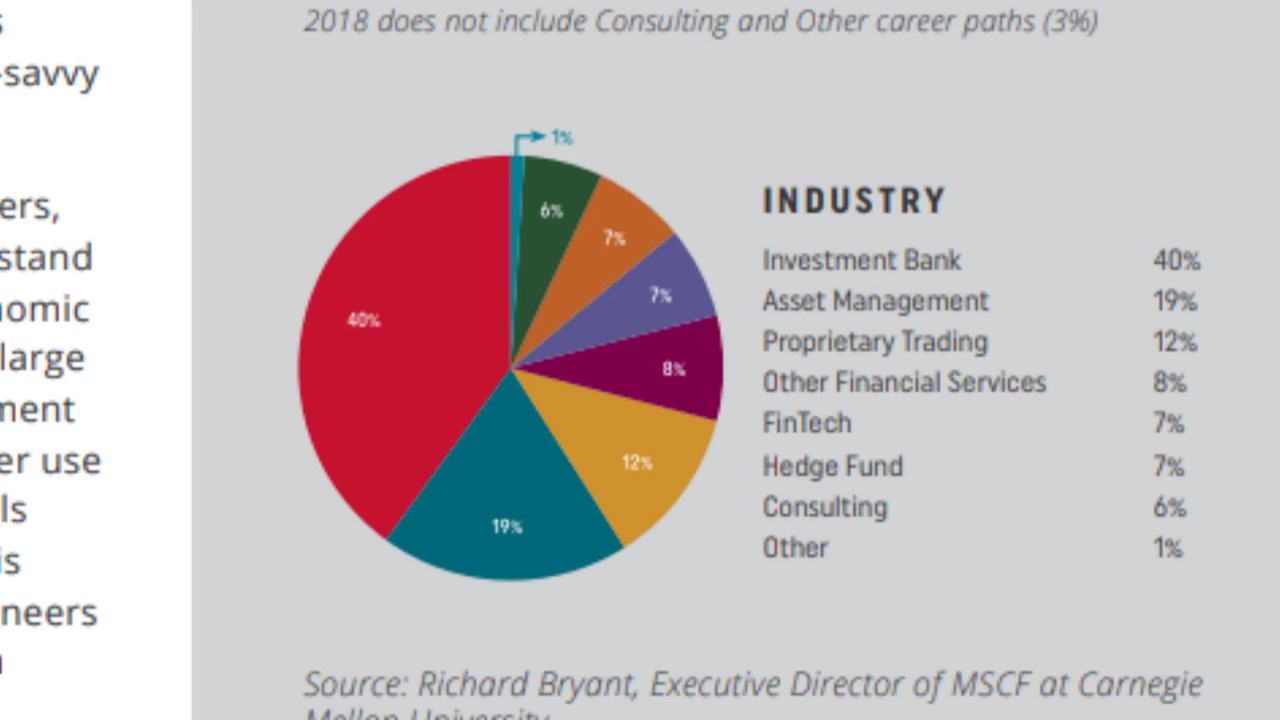 s
-savvy
ers,
stand
nomic
large
ment
er use
ls
is
neers
2018 does not include Consulting and Other career paths (3%)
1%
6%
7%
7%
40%
8%
12%
19%
INDUSTRY
Investment Bank 40%
Asset Management 19%
Proprietary Trading 12%
Other Financial Services 8%
FinTech 7%
Hedge Fund 7%
Consulting 6%
Other 1%
Source: Richard Bryant, Executive Director of MSCF at Carnegie
Mellon University